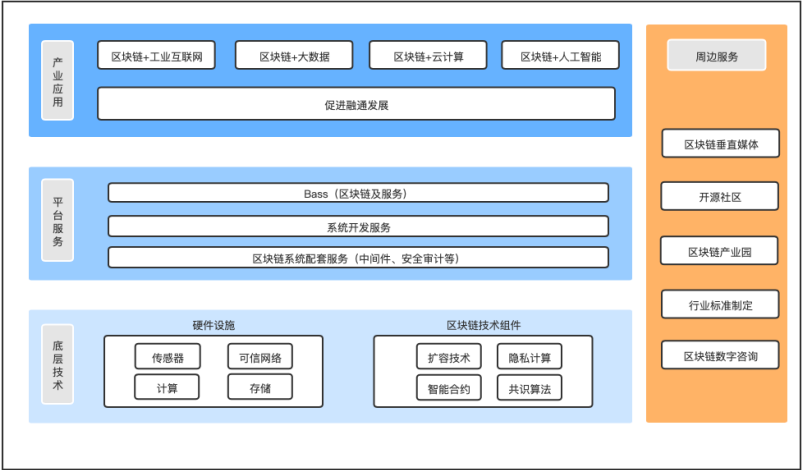 产业应用
区块链+工业互联网
区块链+大数据
区块链+云计算
区块链+人工智能
促进融通发展
平台服务
Bass（区块链及服务）
系统开发服务
区块链系统配套服务（中间件、安全审计等）
底层技术
硬件设施
传感器
可信网络
计算
存储
区块链技术组件
扩容技术
隐私计算
智能合约
共识算法
周边服务
区块链垂直媒体
开源社区
区块链产业园
行业标准制定
区块链数字咨询